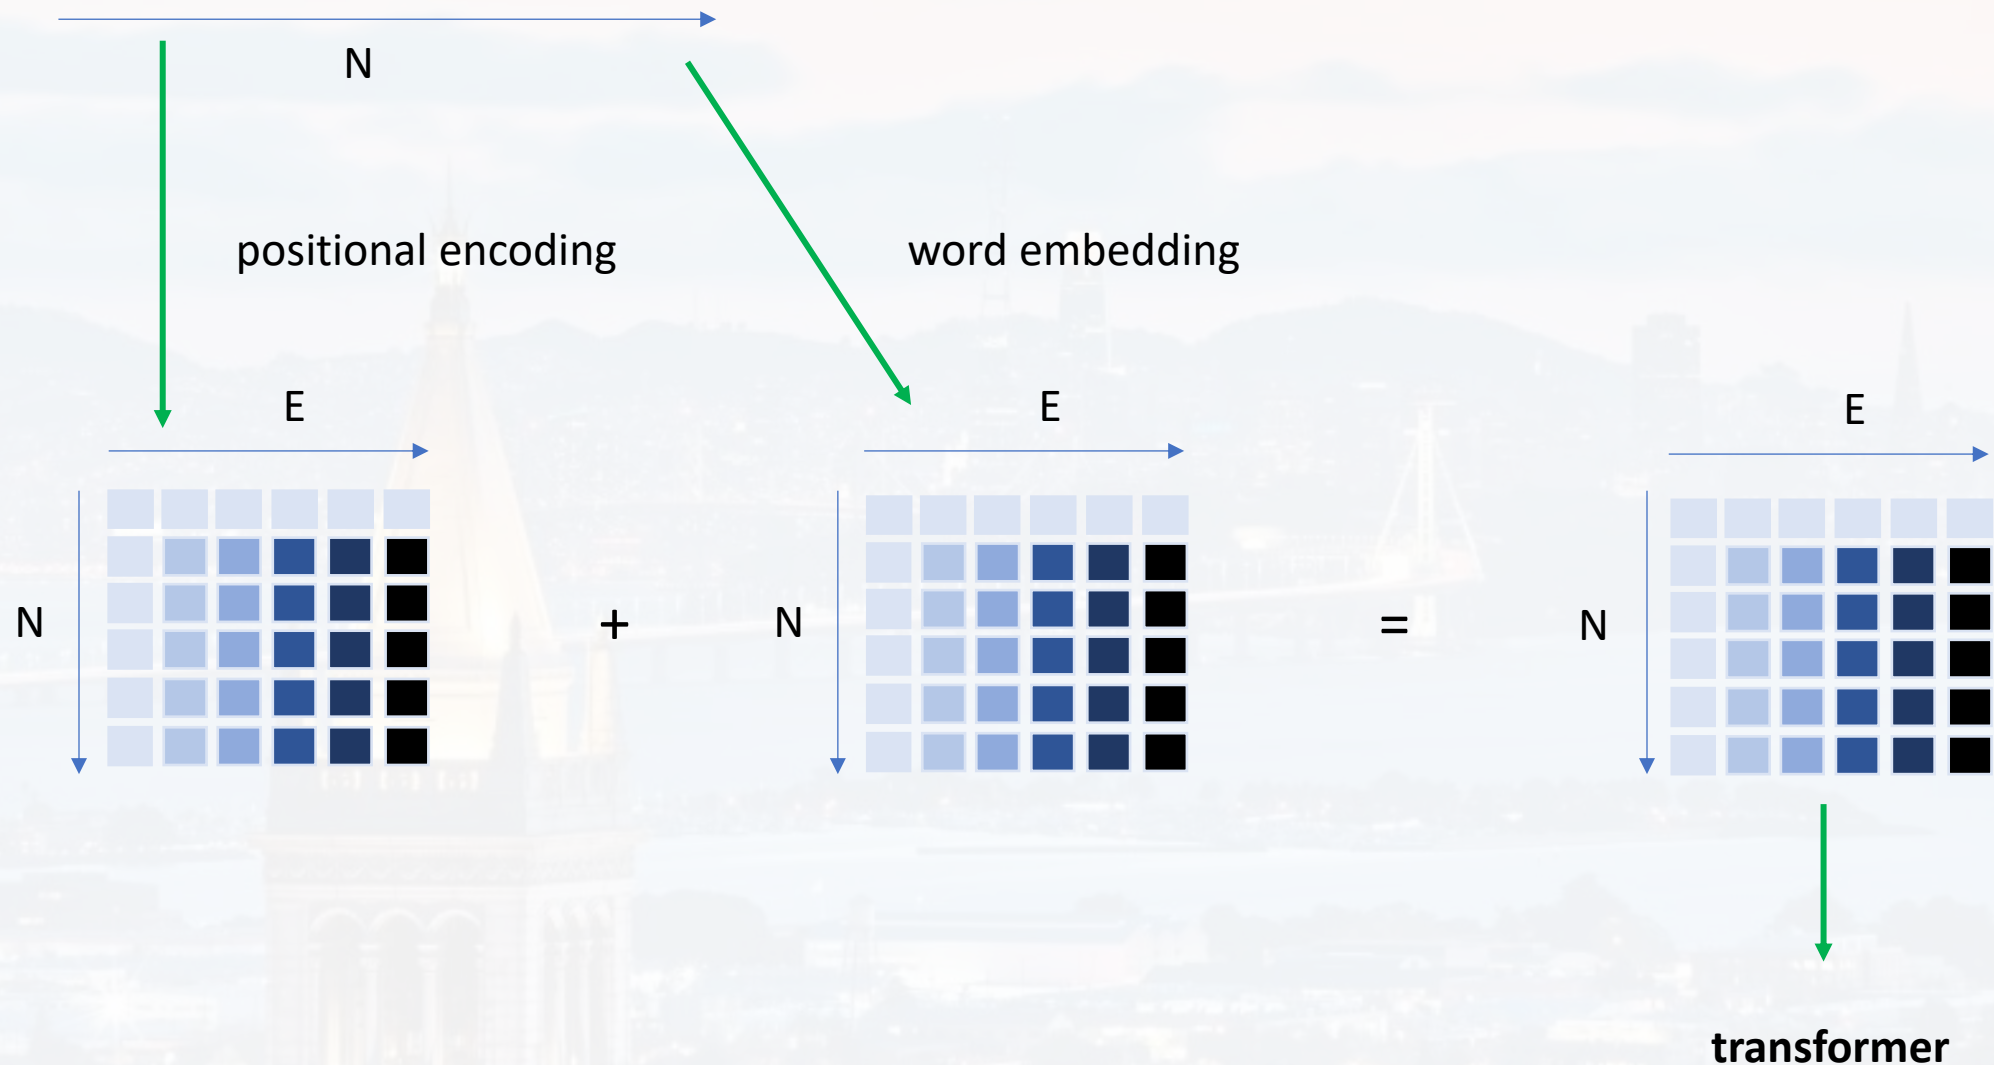 N
positional encoding
word embedding
E
E
E
N
+
N
=
N
transformer